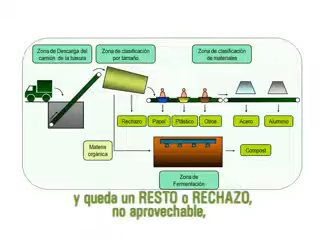 Zona de Descarga del
camión de la basura
Zona de clasificación
por tamaño
Zona de clasificación
de materiales
Rechazo
Papel
Plástico
Otros
Acero
Aluminio
Materia
orgánica
Compost
Zona de
Fermentación
y queda un RESTO o RECHAZO,
no aprovechable,